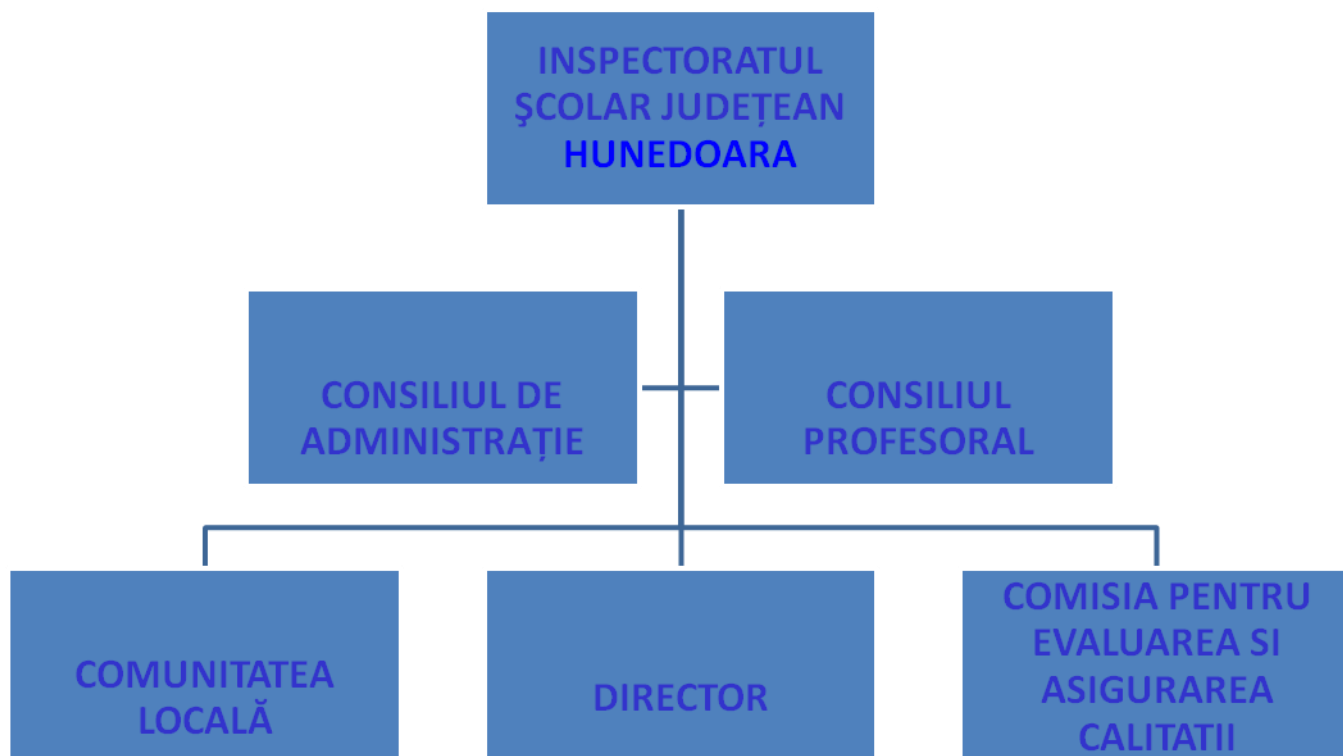 INSPECTORATUL
ŞCOLAR JUDEȚEAN
HUNEDOARA
CONSILIUL DE
ADMINISTRAȚIE
CONSILIUL
PROFESORAL
COMUNITATEA
LOCALĂ
DIRECTOR
COMISIA PENTRU
EVALUAREA SI
ASIGURAREA
CALITATII